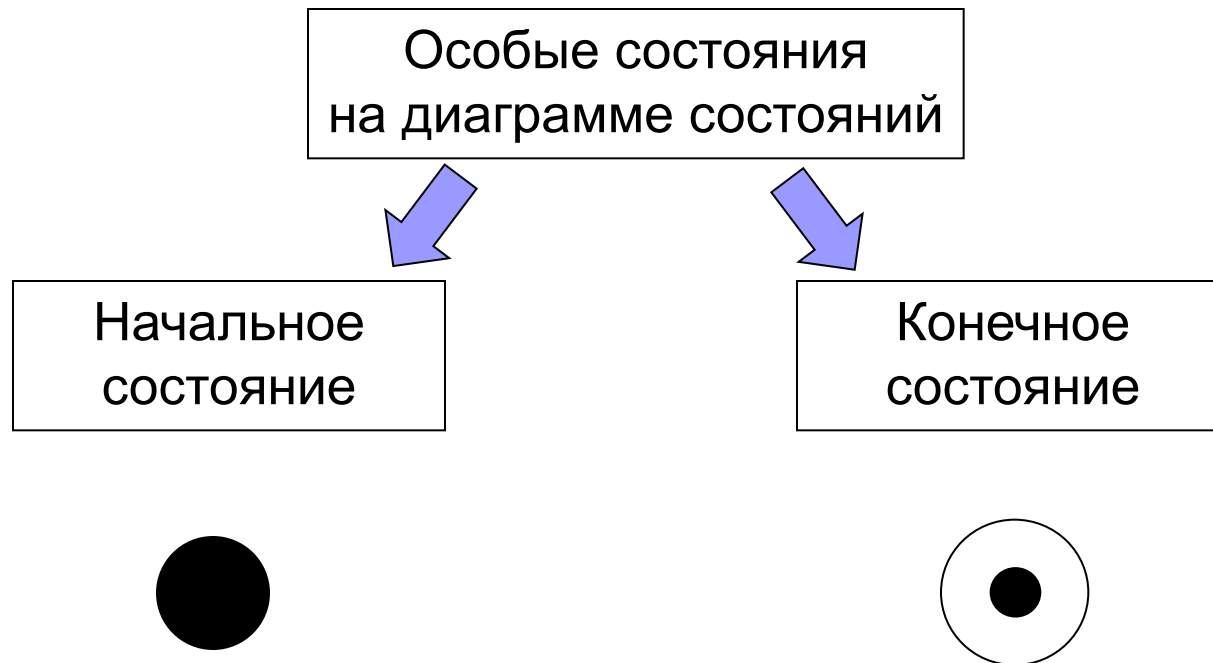 Особые состояния
на диаграмме состояний
Начальное
состояние
Конечное
состояние